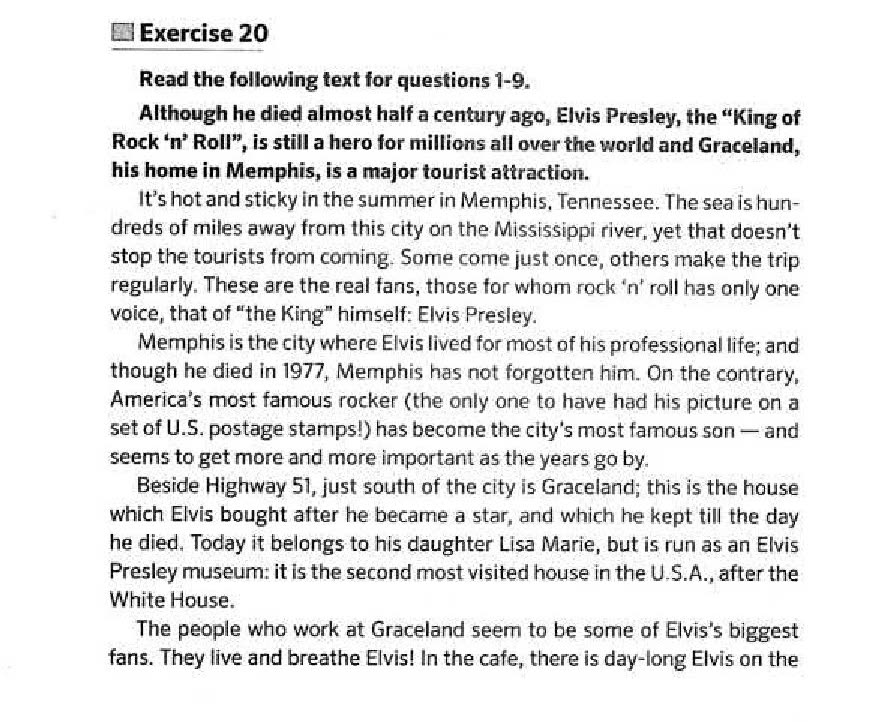 Exercise 20
Read the following text for questions 1-9.
Although he died almost half a century ago, Elvis Presley, the “King of
Rock ‘n’ Roll”, is still a hero for millions all over the world and Graceland,
his home in Memphis, is a major tourist attraction.
It’s hot and sticky in the summer in Memphis, Tennessee. The sea is hun-
dreds of miles away from this city on the Mississippi river, yet that doesn’t
stop the tourists from coming. Some come just once, others make the trip
regularly. These are the real fans, those for whom rock ‘n’ roll has only one
voice, that of “the King” himself: Elvis Presley.
Memphis is the city where Elvis lived for most of his professional life; and
though he died in 1977, Memphis has not forgotten him. On the contrary,
America’s most famous rocker (the only one to have had his picture on a
set of U.S. postage stamps!) has become the city’s most famous son — and
seems to get more and more important as the years go by.
Beside Highway 51, just south of the city is Graceland; this is the house
which Elvis bought after he became a star, and which he kept till the day
he died. Today it belongs to his daughter Lisa Marie, but is run as an Elvis
Presley museum: it is the second most visited house in the U.S.A., after the
White House.
The people who work at Graceland seem to be some of Elvis’s biggest
fans. They live and breathe Elvis! In the cafe, there is day-long Elvis on the